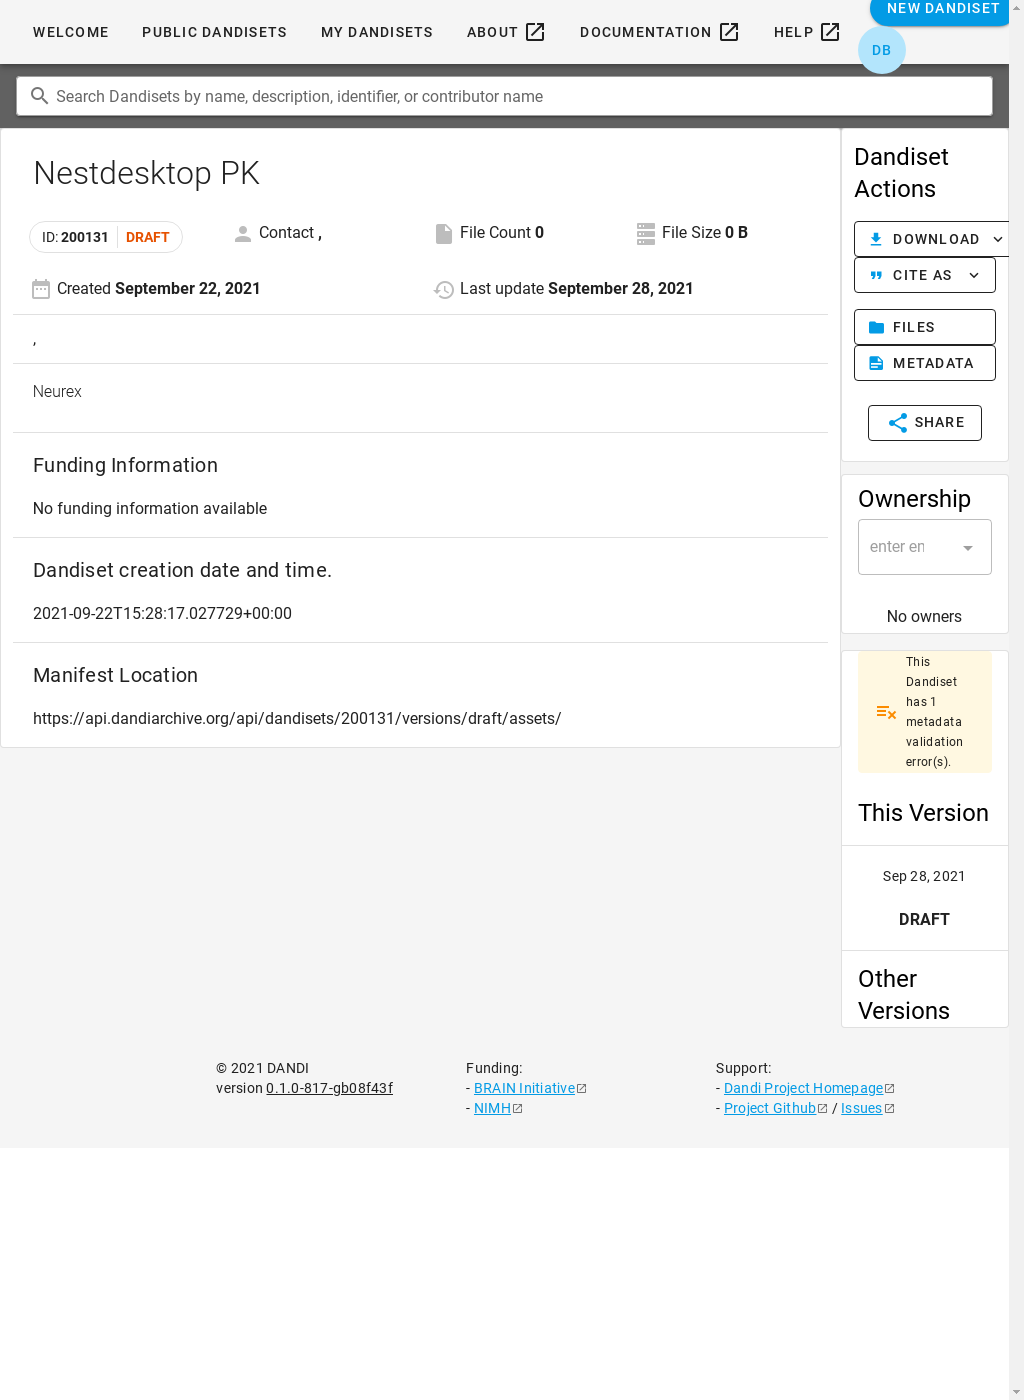 WELCOME PUBLIC DANDISETS MY DANDISETS ABOUT DOCUMENTATION HELP NEW DANDISET
DB
Search Dandisets by name, description, identifier, or contributor name
Nestdesktop PK
ID: 200131 DRAFT Contact , File Count 0 File Size 0 B
Created September 22, 2021 Last update September 28, 2021
,
Neurex
Funding Information
No funding information available
Dandiset creation date and time.
2021-09-22T15:28:17.027729+00:00
Manifest Location
https://api.dandiarchive.org/api/dandisets/200131/versions/draft/assets/
Dandiset
Actions
DOWNLOAD
CITE AS
FILES
METADATA
SHARE
Ownership
enter en
No owners
This
Dandiset
has 1
metadata
validation
error(s).
This Version
Sep 28, 2021
DRAFT
Other
Versions
© 2021 DANDI
version 0.1.0-817-gb08f43f
Funding:
- BRAIN Initiative
- NIMH
Support:
- Dandi Project Homepage
- Project Github / Issues